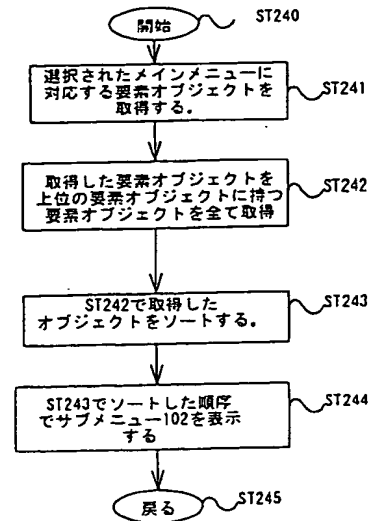 開始
ST240
選択されたメインメニューに
対応する要素オブジェクトを
取得する。
ST241
取得した要素オブジェクトを
上位の要素オブジェクトに持つ
要素オブジェクトを全て取得
ST242
ST242で取得した
オブジェクトをソートする。
ST243
ST243でソートした順序
でサブメニュー102を表示
する
ST244
戻る
ST245